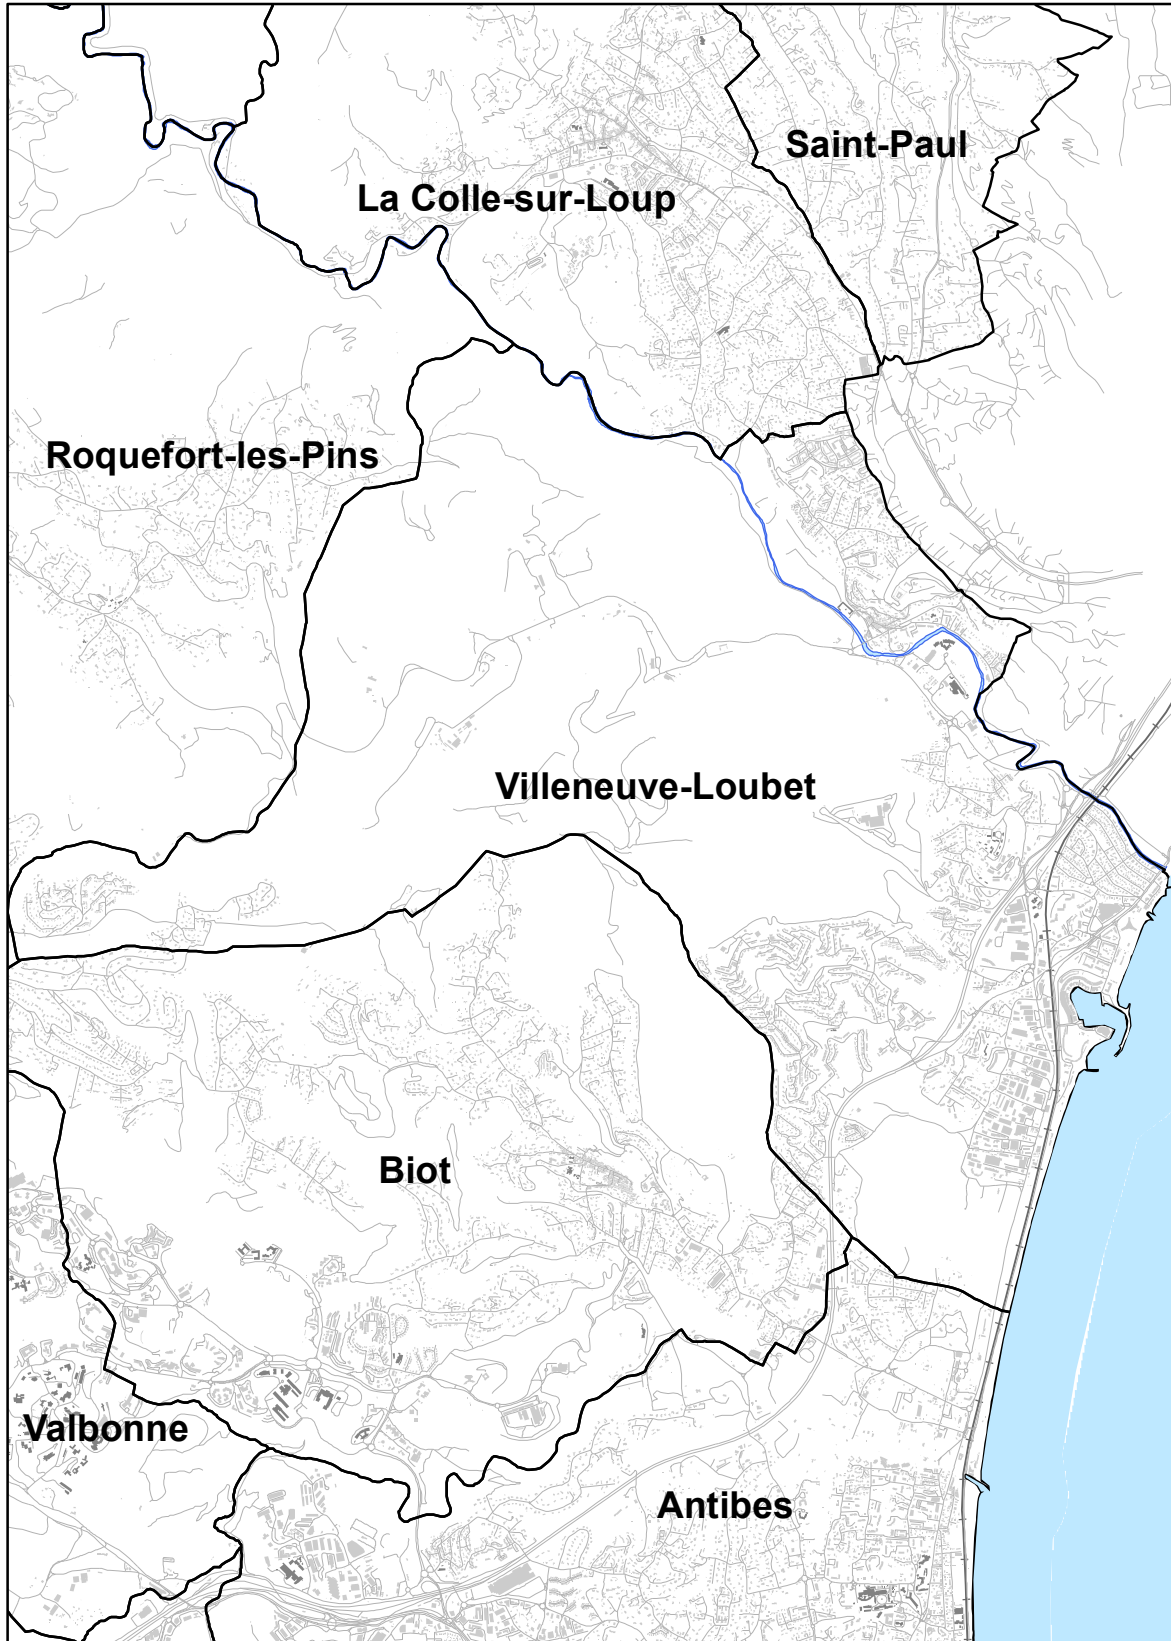 Saint-Paul
La Colle-sur-Loup
Roquefort-les-Pins
Villeneuve-Loubet
Biot
Valbonne
Antibes